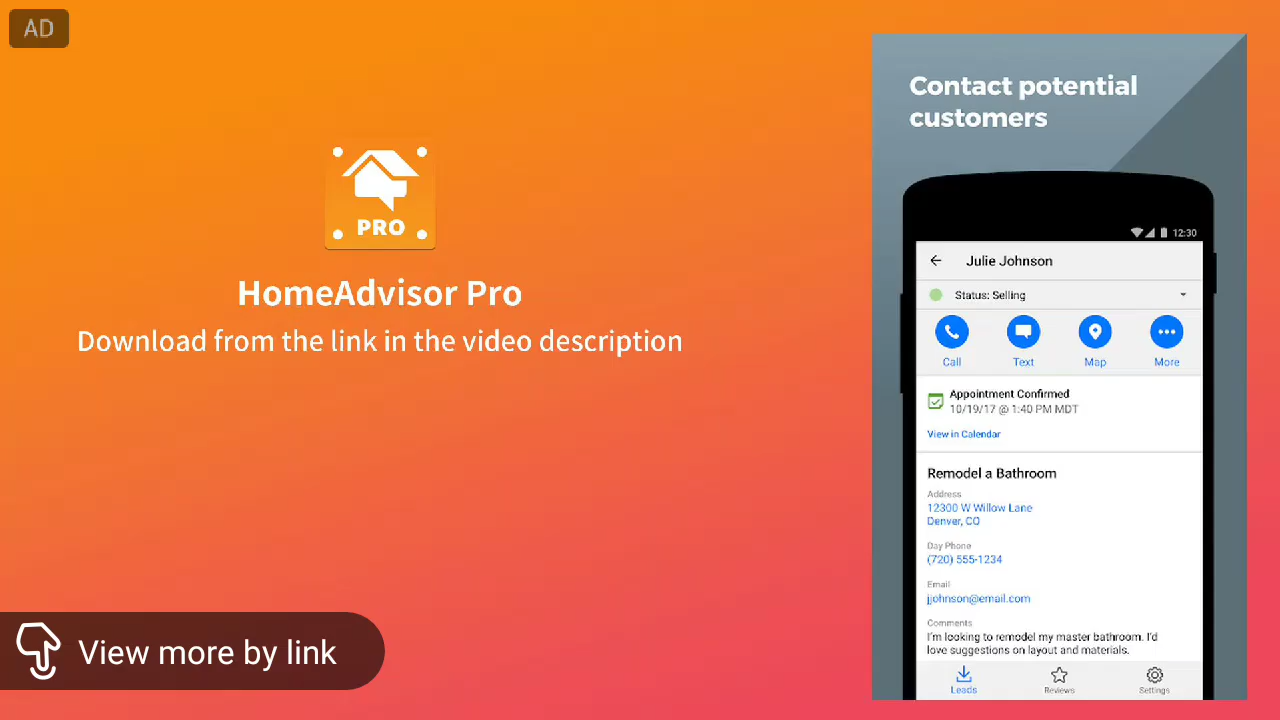 AD
PRO
HomeAdvisor Pro
Download from the link in the video description
View more by link
Contact potential
customers
12:30
Julie Johnson
Status: Selling
Call
Text
Map
More
Appointment Confirmed
10/19/17 @ 1:40 PM MDT
View in Calendar
Remodel a Bathroom
Address
12300 W Willow Lane
Denver, CO
Day Phone
(720) 555-1234
Email
jjohnson@email.com
Comments
I'm looking to remodel my master bathroom. I'd
love suggestions on layout and materials.
Leads
Reviews
Settings